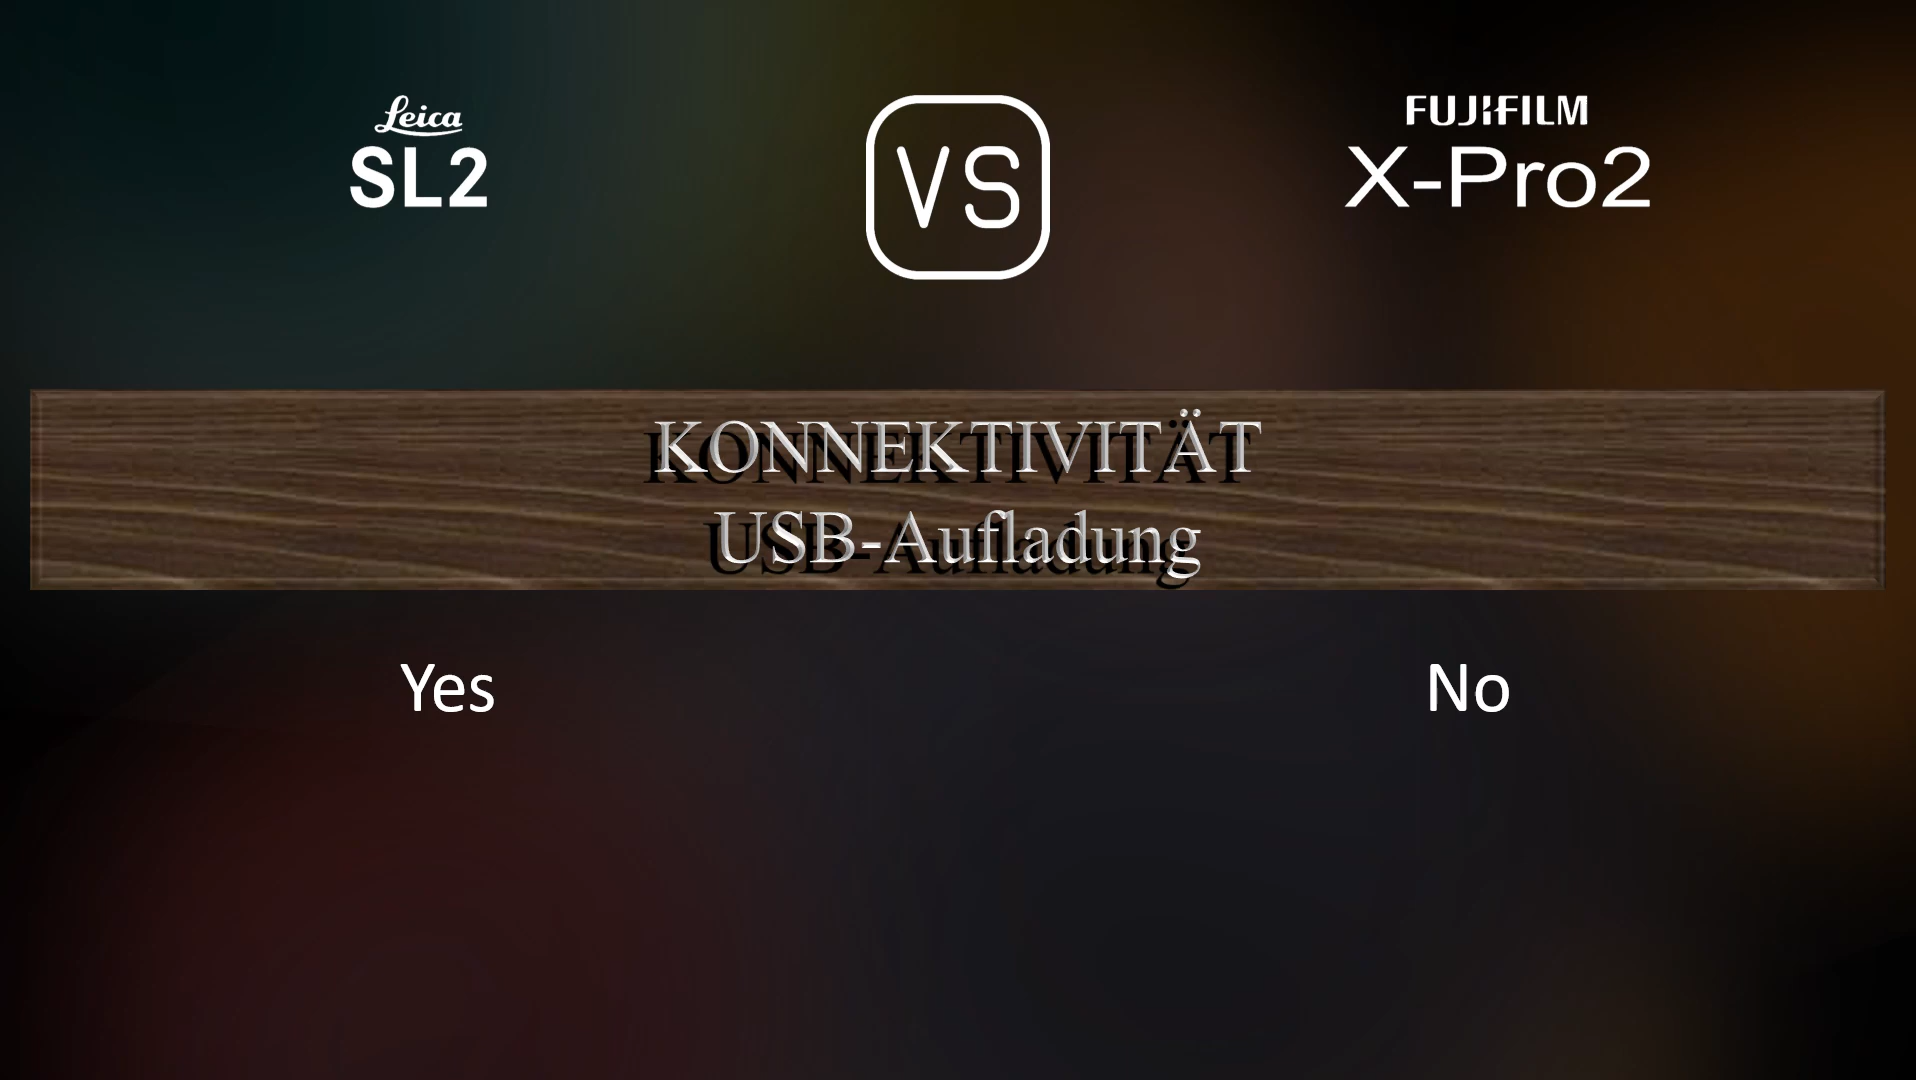 Leica
SL2
VS
FUJIFILM
X-Pro2
KONNEKTIVITÄT
USB-Aufladung
Yes
No